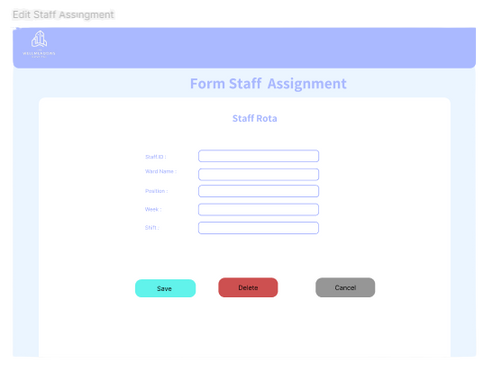 Edit Staff Assingment
Form Staff Assignment
Staff Rota
Staff ID :
Ward Name :
Position :
Week :
Shift :
Save Delete Cancel